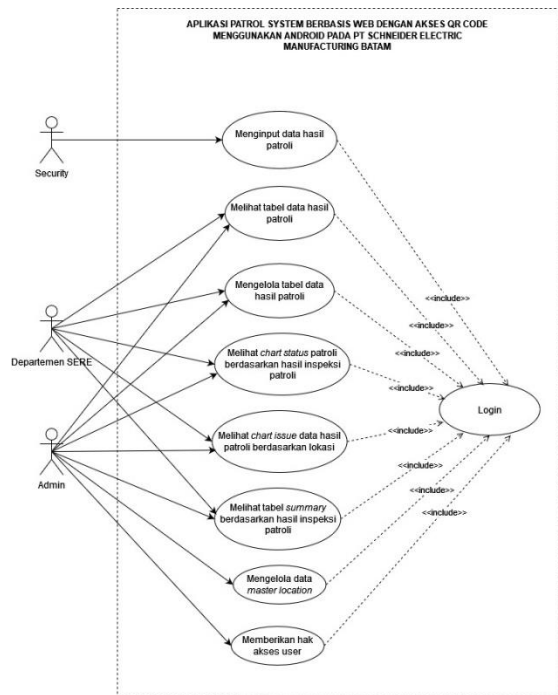 APLIKASI PATROL SYSTEM BERBASIS WEB DENGAN AKSES QR CODE
MENGGUNAKAN ANDROID PADA PT SCHNEIDER ELECTRIC
MANUFACTURING BATAM
Menginput data hasil
patroli
Security
Melihat tabel data hasil
patroli
Mengelola tabel data
hasil patroli
<<include>>
<<include>>
<<include>>
Departemen SERE
Melihat chart status patroli
berdasarkan hasil inspeksi
patroli
<<include>>
Login
Melihat chart issue data hasil
patroli berdasarkan lokasi
<<include>>
Admin
Melihat tabel summary
berdasarkan hasil inspeksi
patroli
<<include>>
<<include>>
<<include>>
Mengelola data
master location
Memberikan hak
akses user